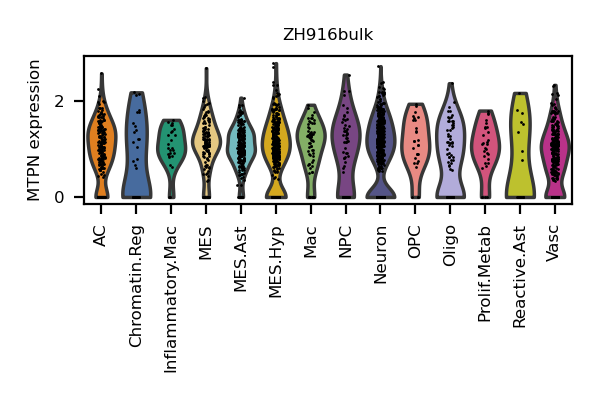 ZH916bulk
MTPN expression
2
0
AC
Chromatin.Reg
Inflammatory.Mac
MES
MES.Ast
MES.Hyp
Mac
NPC
Neuron
OPC
Oligo
Prolif.Metab
Reactive.Ast
Vasc